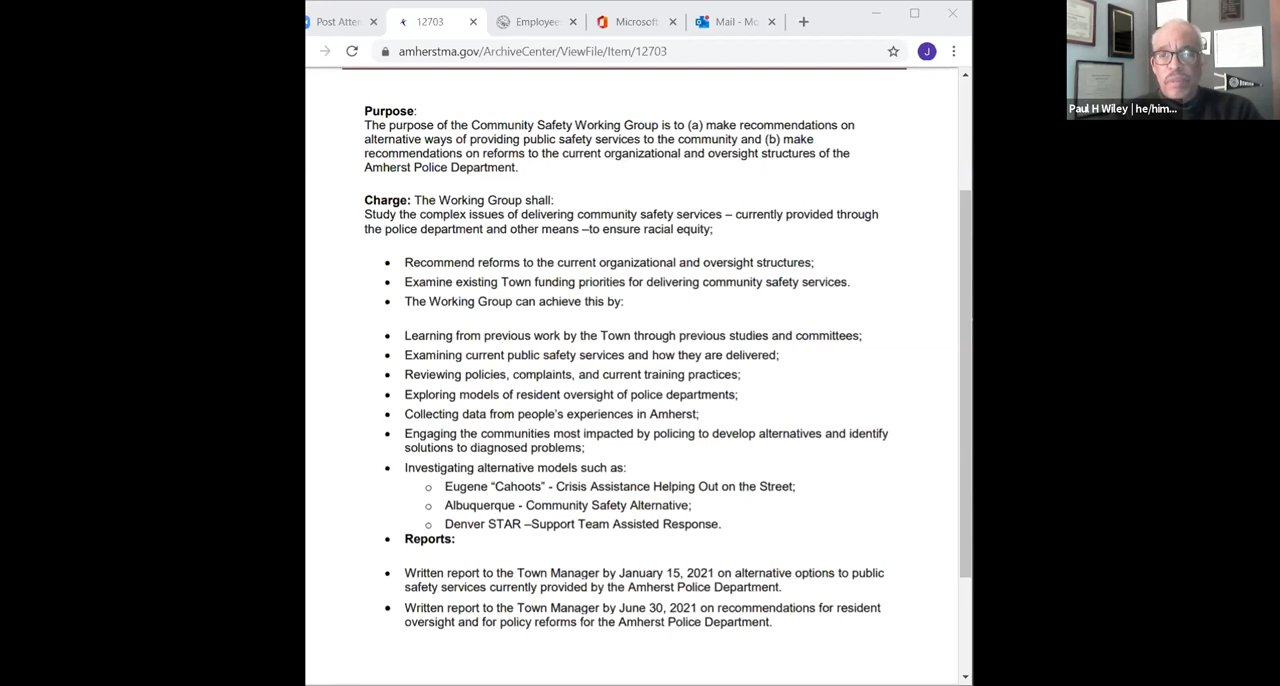 Post Atten
12703
Employee
Microsoft
Mail - Mo
amherstma.gov/ArchiveCenter/ViewFile/Item/12703
J
Paul H Wiley | he/him...
Purpose:
The purpose of the Community Safety Working Group is to (a) make recommendations on
alternative ways of providing public safety services to the community and (b) make
recommendations on reforms to the current organizational and oversight structures of the
Amherst Police Department.
Charge: The Working Group shall:
Study the complex issues of delivering community safety services – currently provided through
the police department and other means –to ensure racial equity;
• Recommend reforms to the current organizational and oversight structures;
• Examine existing Town funding priorities for delivering community safety services.
• The Working Group can achieve this by:
• Learning from previous work by the Town through previous studies and committees;
• Examining current public safety services and how they are delivered;
• Reviewing policies, complaints, and current training practices;
• Exploring models of resident oversight of police departments;
• Collecting data from people's experiences in Amherst;
• Engaging the communities most impacted by policing to develop alternatives and identify
solutions to diagnosed problems;
• Investigating alternative models such as:
o Eugene “Cahoots” - Crisis Assistance Helping Out on the Street;
o Albuquerque - Community Safety Alternative;
o Denver STAR –Support Team Assisted Response.
• Reports:
• Written report to the Town Manager by January 15, 2021 on alternative options to public
safety services currently provided by the Amherst Police Department.
• Written report to the Town Manager by June 30, 2021 on recommendations for resident
oversight and for policy reforms for the Amherst Police Department.